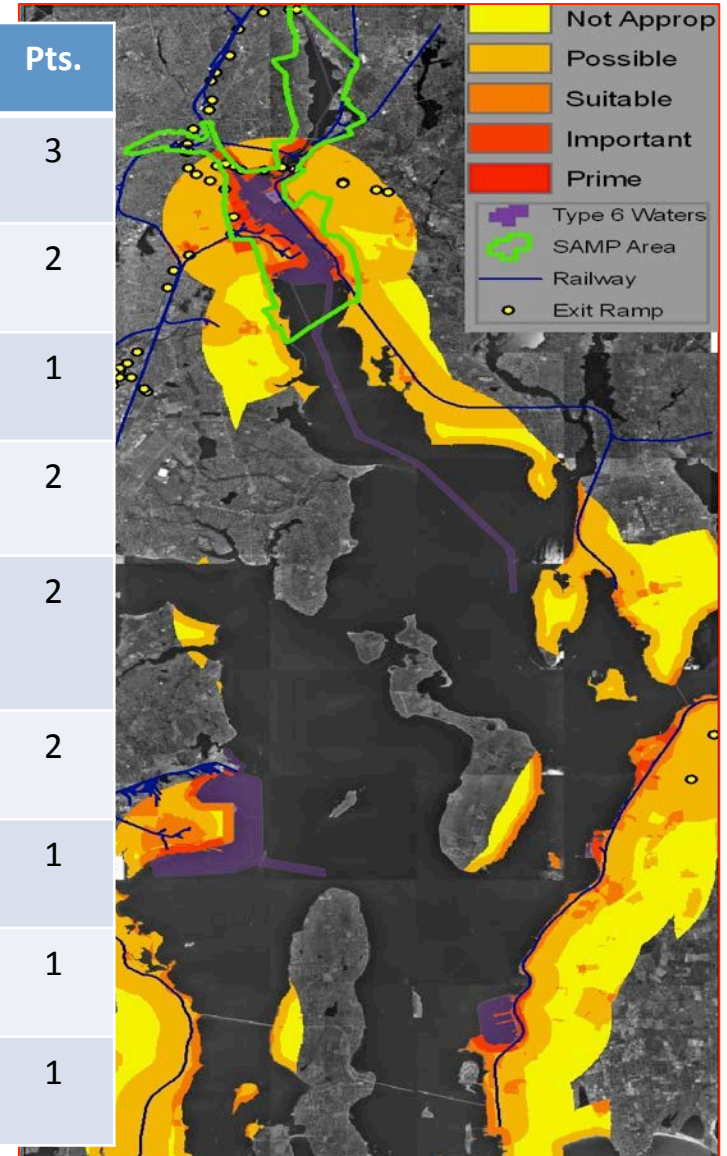 Pts.
3
2
1
2
2
2
1
1
1
Not Approp
Possible
Suitable
Important
Prime
Type 6 Waters
SAMP Area
Railway
Exit Ramp